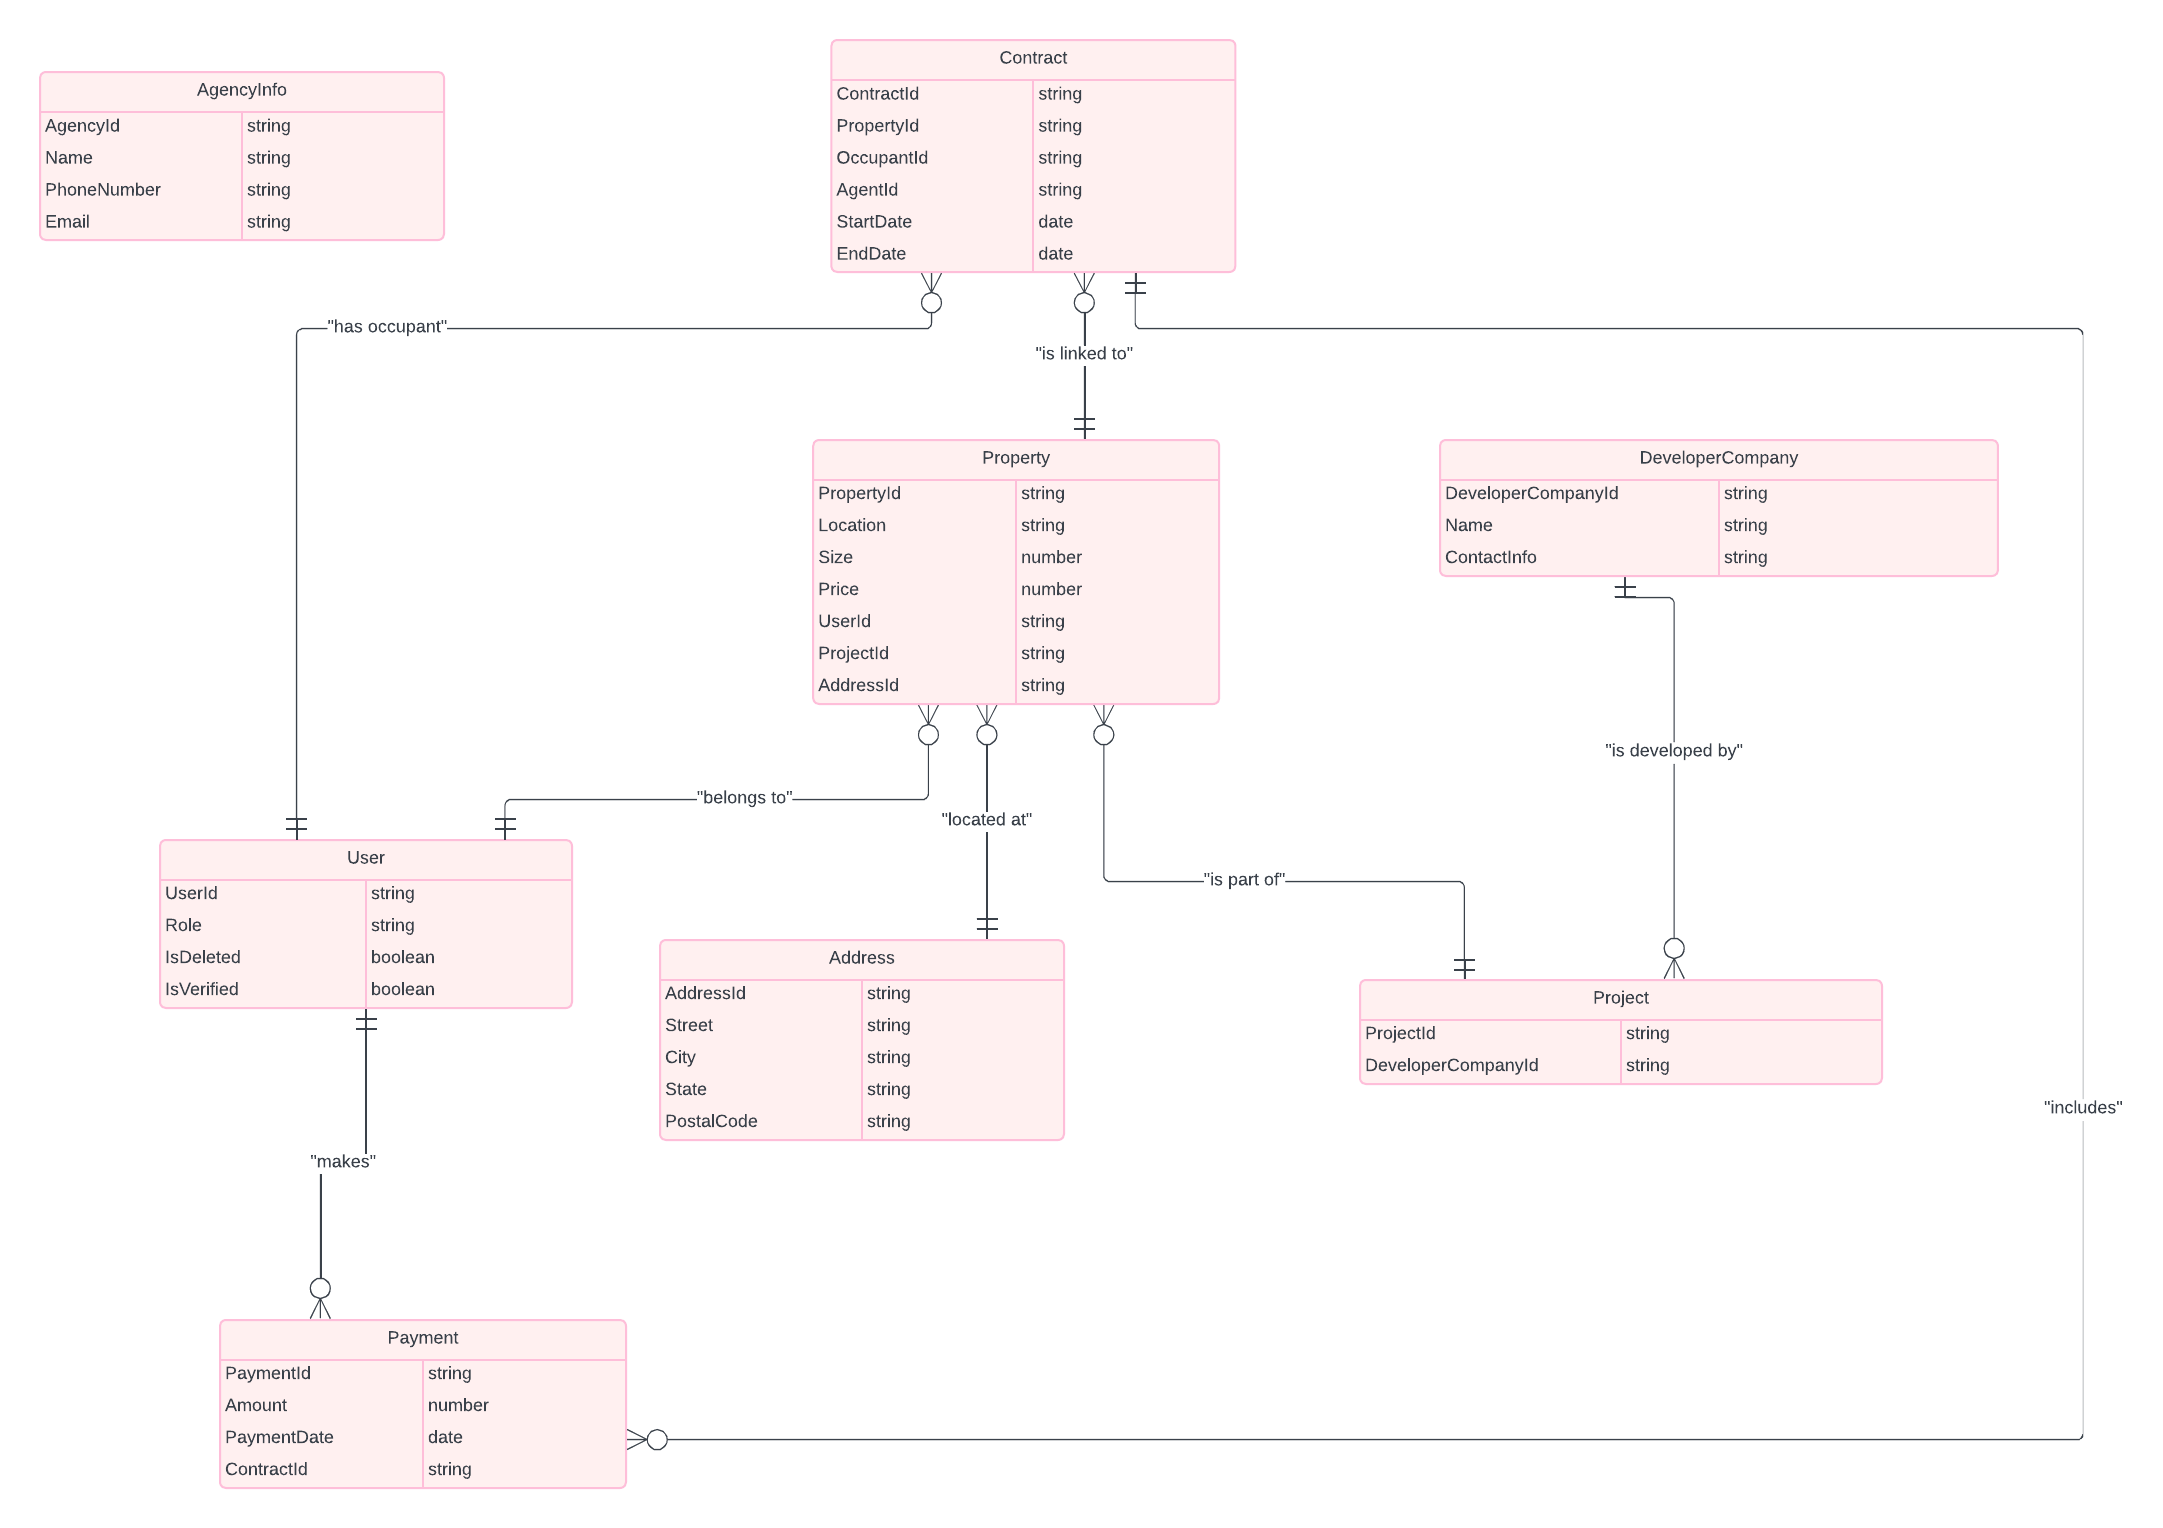 Contract
ContractId string
PropertyId string
OccupantId string
AgentId string
StartDate date
EndDate date
AgencyInfo
AgencyId string
Name string
PhoneNumber string
Email string
"has occupant"
"is linked to"
Property
PropertyId string
Location string
Size number
Price number
UserId string
ProjectId string
AddressId string
DeveloperCompany
DeveloperCompanyId string
Name string
ContactInfo string
"is developed by"
"belongs to"
"located at"
"is part of"
User
UserId string
Role string
IsDeleted boolean
IsVerified boolean
Address
AddressId string
Street string
City string
State string
PostalCode string
Project
ProjectId string
DeveloperCompanyId string
"includes"
"makes"
Payment
PaymentId string
Amount number
PaymentDate date
ContractId string